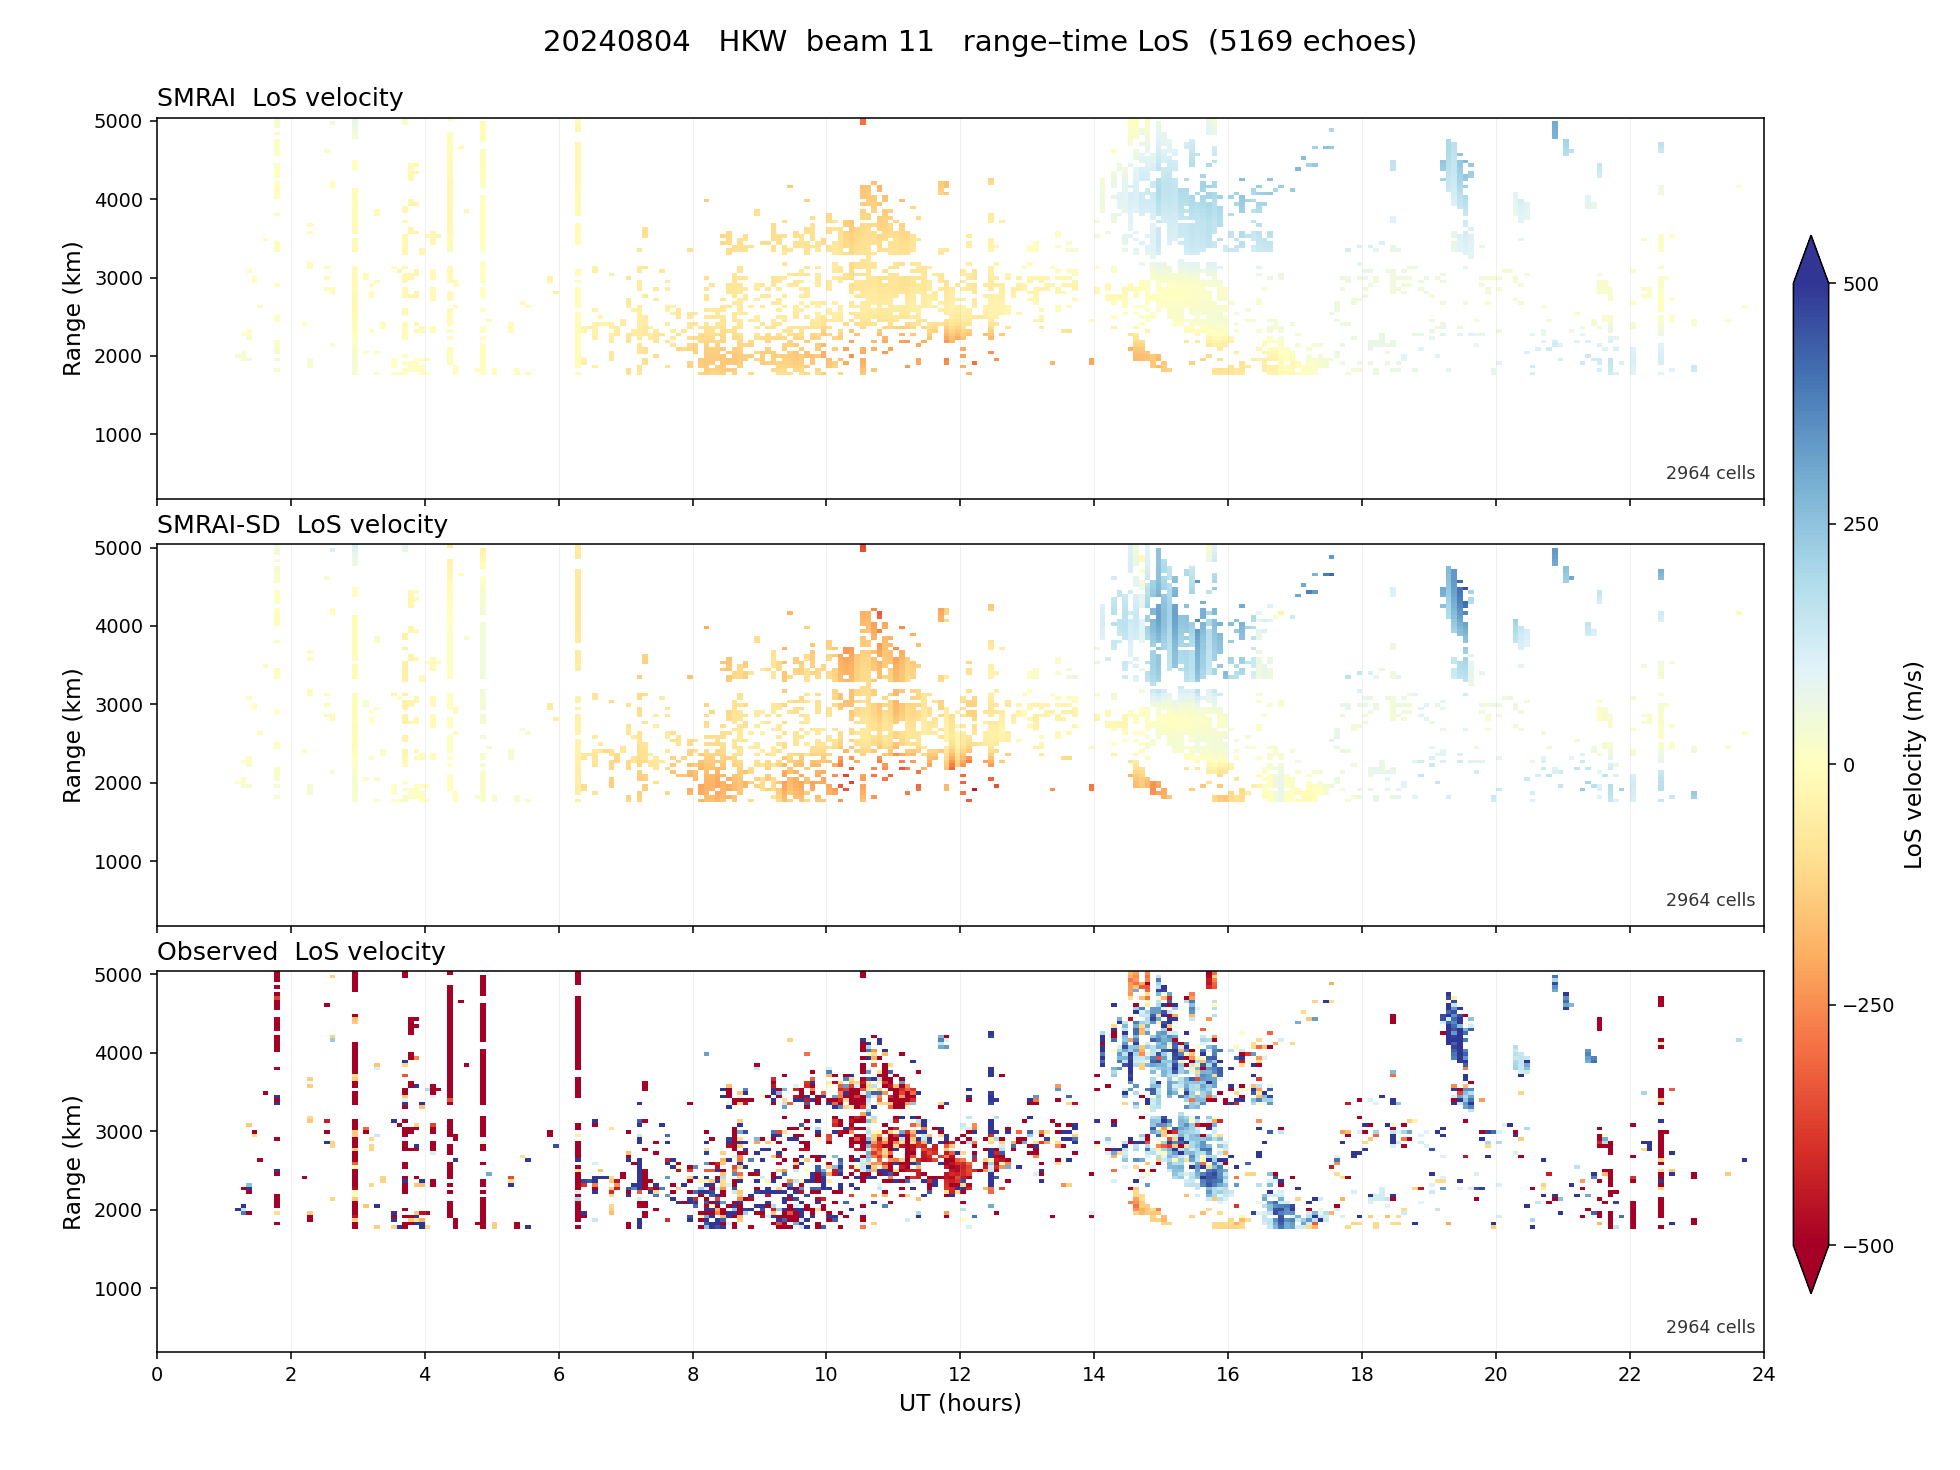 20240804   HKW  beam 11   range–time LoS  (5169 echoes)
SMRAI  LoS velocity
5000
4000
3000
2000
1000
Range (km)
2964 cells
SMRAI-SD  LoS velocity
5000
4000
3000
2000
1000
Range (km)
2964 cells
Observed  LoS velocity
5000
4000
3000
2000
1000
Range (km)
2964 cells
0 2 4 6 8 10 12 14 16 18 20 22 24
UT (hours)
500
250
0
−250
−500
LoS velocity (m/s)